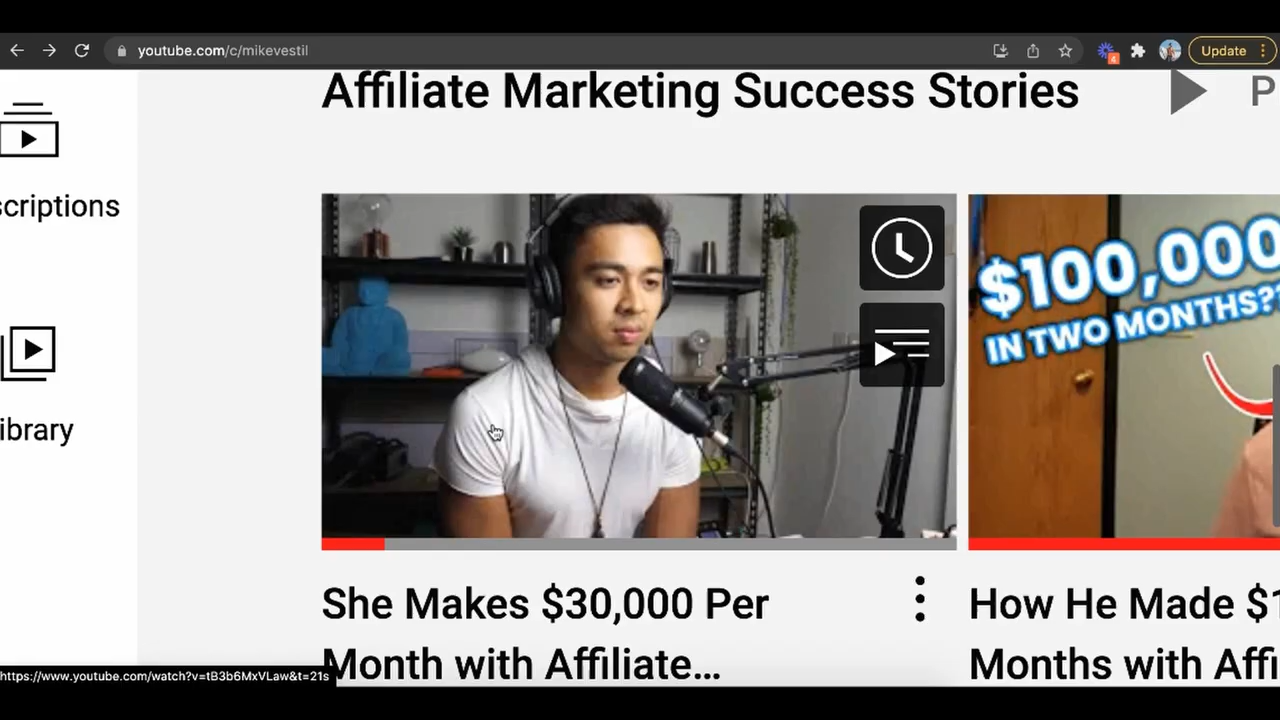 youtube.com/c/mikevestil
4
Update
Affiliate Marketing Success Stories
P
scriptions
$100,000
IN TWO MONTHS??
ibrary
She Makes $30,000 Per
Month with Affiliate...
How He Made $1
Months with Affi
https://www.youtube.com/watch?v=tB3b6MxVLaw&t=21s